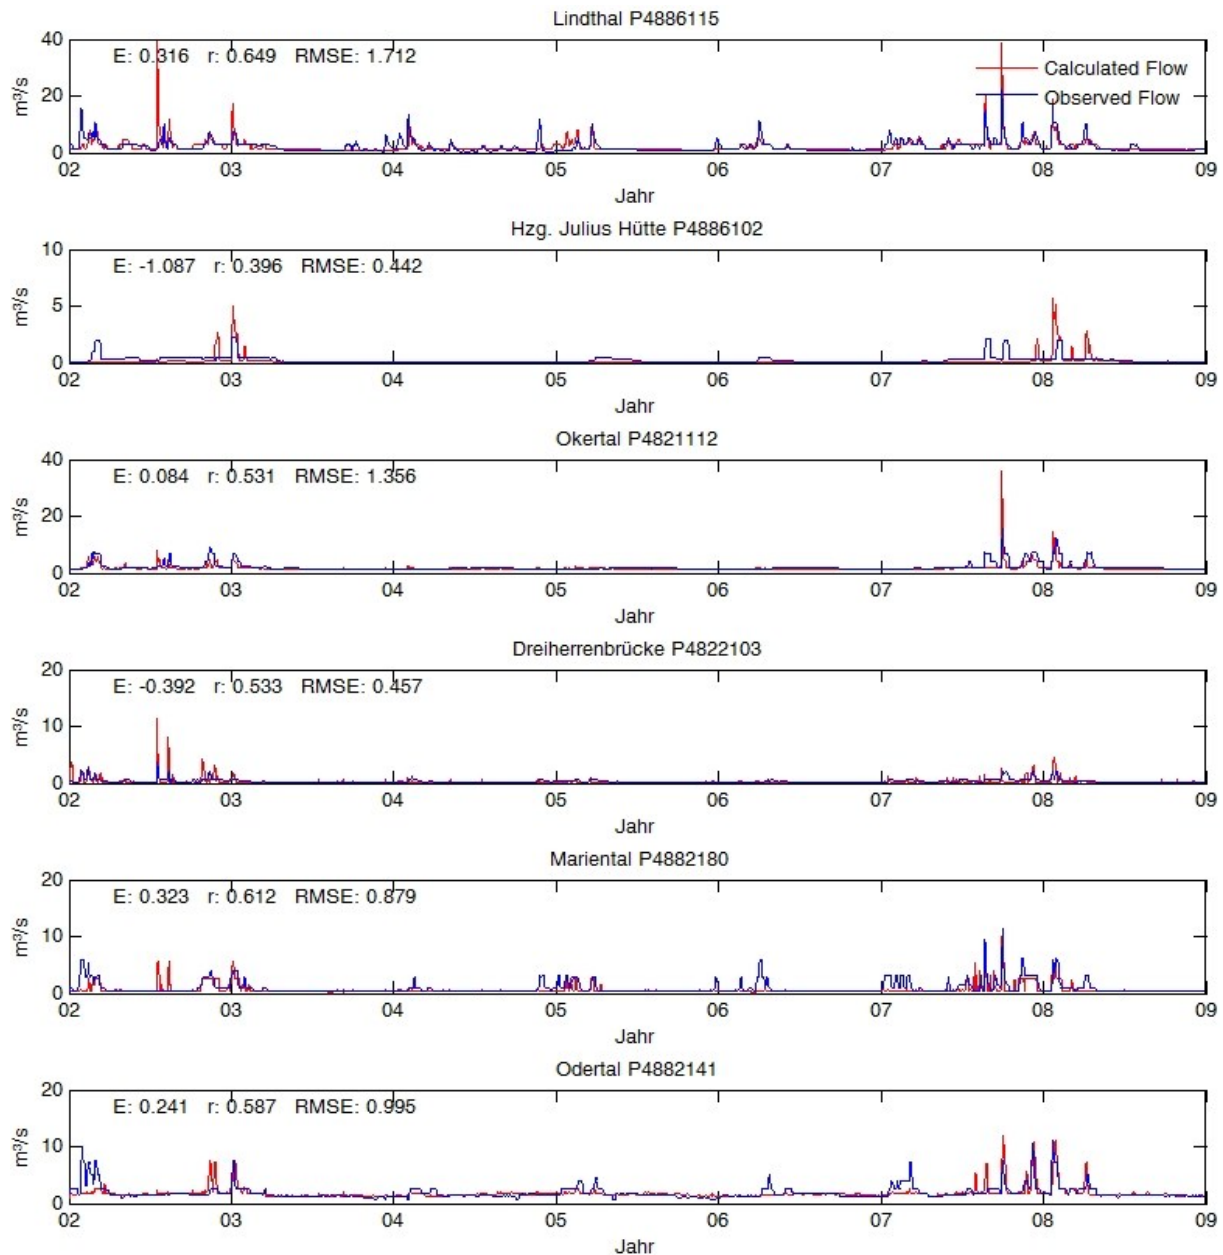 Lindthal P4886115
40
E: 0.316 r: 0.649 RMSE: 1.712
Calculated Flow
Observed Flow
20
0
m³/s
02 03 04 05 06 07 08 09
Jahr
Hzg. Julius Hütte P4886102
10
E: -1.087 r: 0.396 RMSE: 0.442
5
0
m³/s
02 03 04 05 06 07 08 09
Jahr
Okertal P4821112
40
E: 0.084 r: 0.531 RMSE: 1.356
20
0
m³/s
02 03 04 05 06 07 08 09
Jahr
Dreiherrenbrücke P4822103
20
E: -0.392 r: 0.533 RMSE: 0.457
10
0
m³/s
02 03 04 05 06 07 08 09
Jahr
Mariental P4882180
20
E: 0.323 r: 0.612 RMSE: 0.879
10
0
m³/s
02 03 04 05 06 07 08 09
Jahr
Odertal P4882141
20
E: 0.241 r: 0.587 RMSE: 0.995
10
0
m³/s
02 03 04 05 06 07 08 09
Jahr